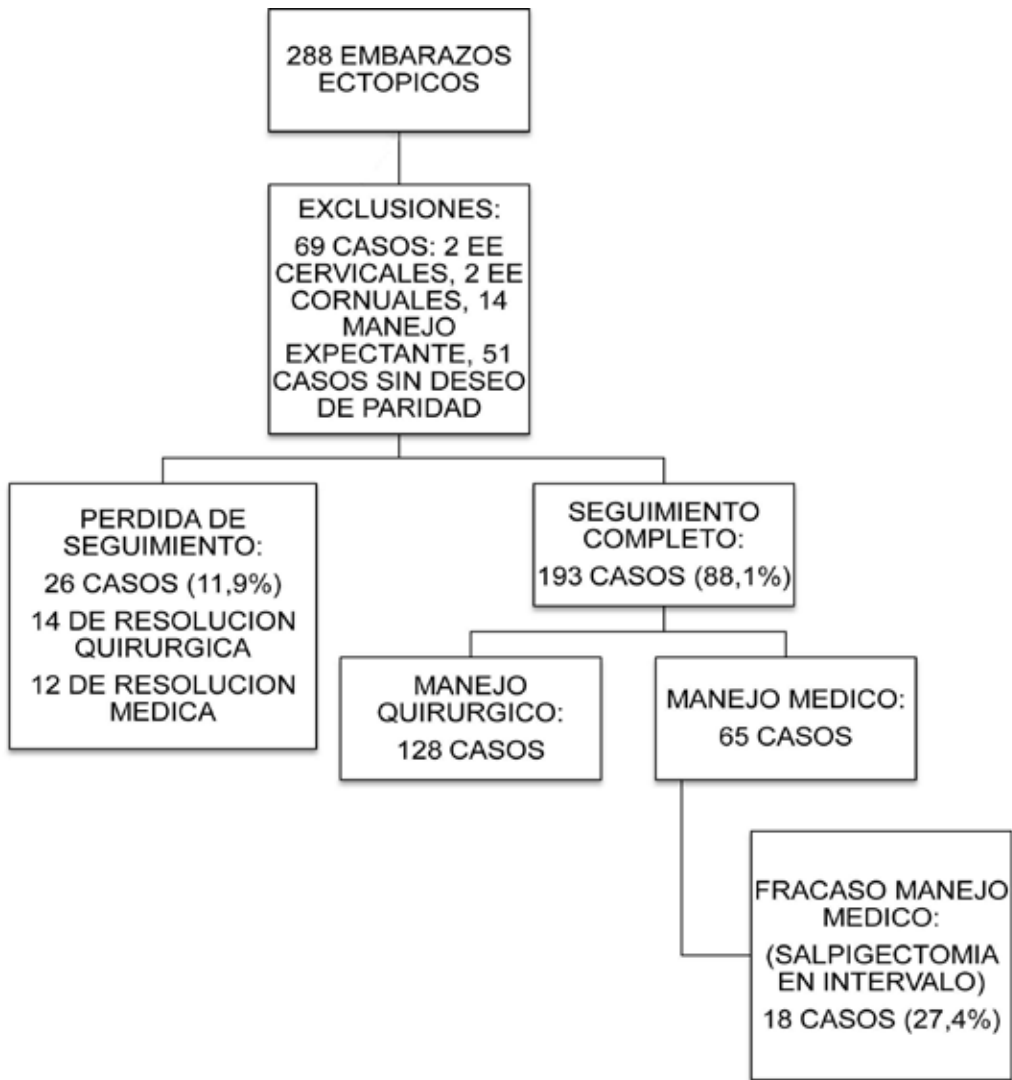 288 EMBARAZOS
ECTOPICOS
EXCLUSIONES:
69 CASOS: 2 EE
CERVICALES, 2 EE
CORNUALES, 14
MANEJO
EXPECTANTE, 51
CASOS SIN DESEO
DE PARIDAD
PERDIDA DE
SEGUIMIENTO:
26 CASOS (11,9%)
14 DE RESOLUCION
QUIRURGICA
12 DE RESOLUCION
MEDICA
SEGUIMIENTO
COMPLETO:
193 CASOS (88,1%)
MANEJO
QUIRURGICO:
128 CASOS
MANEJO MEDICO:
65 CASOS
FRACASO MANEJO
MEDICO:
(SALPIGECTOMIA
EN INTERVALO)
18 CASOS (27,4%)